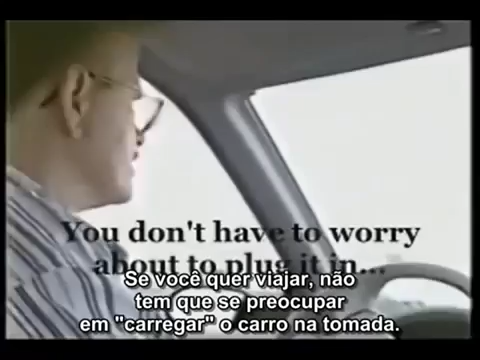 You don't have to worry
about to plug it in...
Se você quer viajar, não
tem que se preocupar
em "carregar" o carro na tomada.